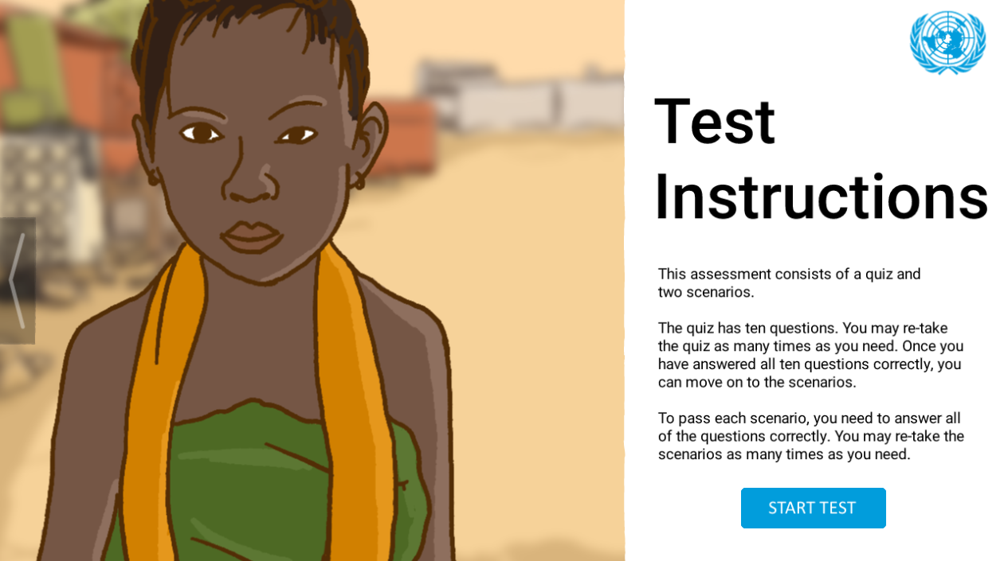 Test
Instructions
This assessment consists of a quiz and
two scenarios.
The quiz has ten questions. You may re-take
the quiz as many times as you need. Once you
have answered all ten questions correctly, you
can move on to the scenarios.
To pass each scenario, you need to answer all
of the questions correctly. You may re-take the
scenarios as many times as you need.
START TEST